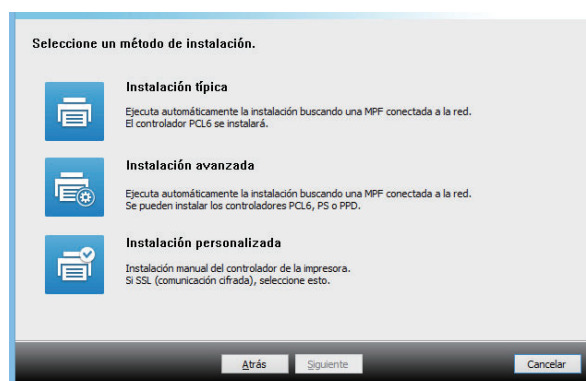 Seleccione un método de instalación.
Instalación típica
Ejecuta automáticamente la instalación buscando una MPF conectada a la red.
El controlador PCL6 se instalará.
Instalación avanzada
Ejecuta automáticamente la instalación buscando una MPF conectada a la red.
Se pueden instalar los controladores PCL6, PS o PPD.
Instalación personalizada
Instalación manual del controlador de la impresora.
Si SSL (comunicación cifrada), seleccione esto.
Atrás Siguiente Cancelar